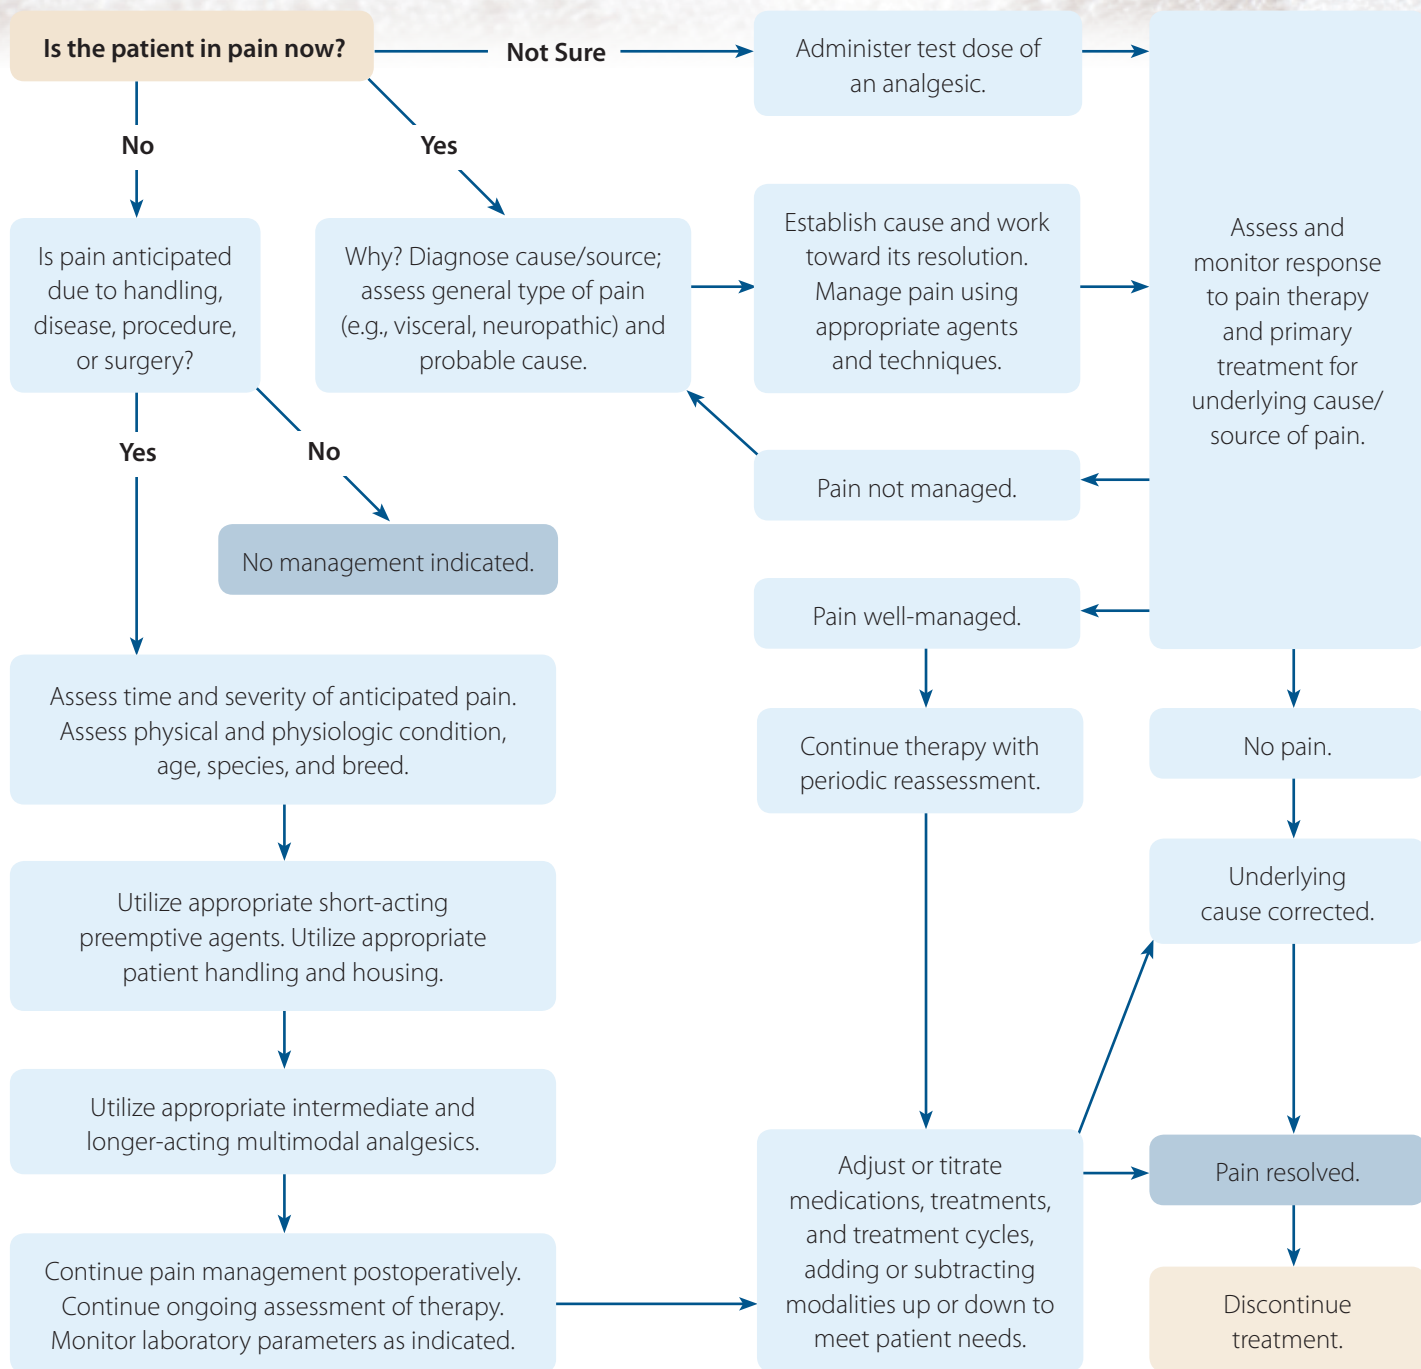 Is the patient in pain now?
Not Sure
Administer test dose of
an analgesic.
No
Yes
Is pain anticipated
due to handling,
disease, procedure,
or surgery?
Why? Diagnose cause/source;
assess general type of pain
(e.g., visceral, neuropathic) and
probable cause.
Establish cause and work
toward its resolution.
Manage pain using
appropriate agents
and techniques.
Assess and
monitor response
to pain therapy
and primary
treatment for
underlying cause/
source of pain.
Yes
No
Pain not managed.
No management indicated.
Pain well-managed.
Assess time and severity of anticipated pain.
Assess physical and physiologic condition,
age, species, and breed.
Continue therapy with
periodic reassessment.
No pain.
Utilize appropriate short-acting
preemptive agents. Utilize appropriate
patient handling and housing.
Underlying
cause corrected.
Utilize appropriate intermediate and
longer-acting multimodal analgesics.
Continue pain management postoperatively.
Continue ongoing assessment of therapy.
Monitor laboratory parameters as indicated.
Adjust or titrate
medications, treatments,
and treatment cycles,
adding or subtracting
modalities up or down to
meet patient needs.
Pain resolved.
Discontinue
treatment.